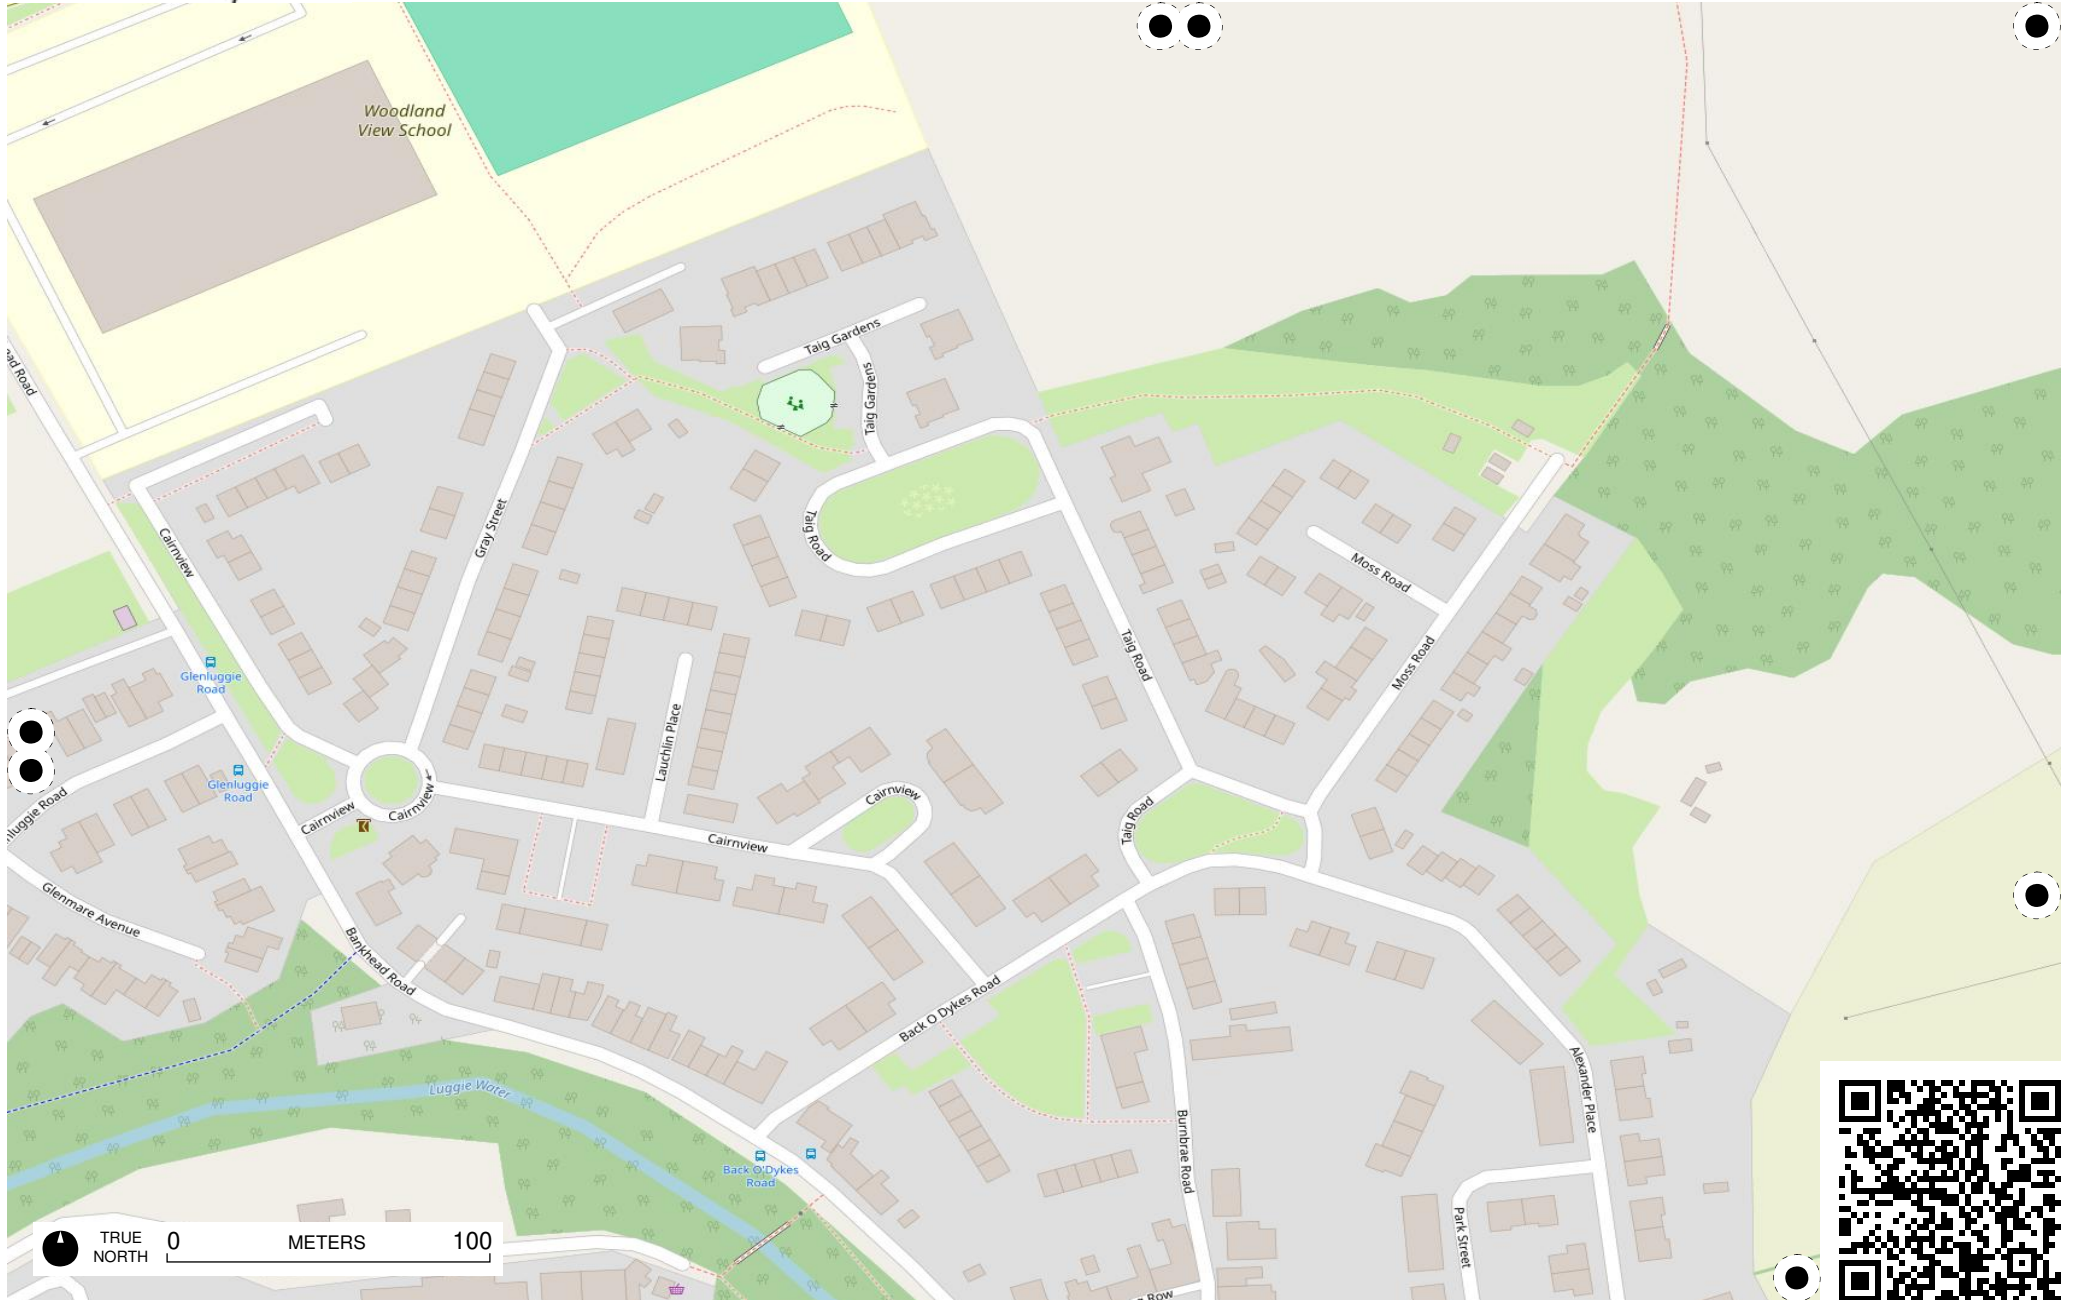 Woodland
View School
Taig Gardens
Taig Gardens
Gray Street
Cairnview
Taig Road
Moss Road
Taig Road
Moss Road
Glenluggie
Road
Lauchlin Place
Glenluggie
Road
Cairnview
Cairnview
Cairnview
Cairnview
Taig Road
Glenmare Avenue
Bankhead Road
Back O Dykes Road
Alexander Place
Luggie Water
Burnbrae Road
Back O'Dykes
Road
Park Street
TRUE
NORTH
0 METERS 100
Row